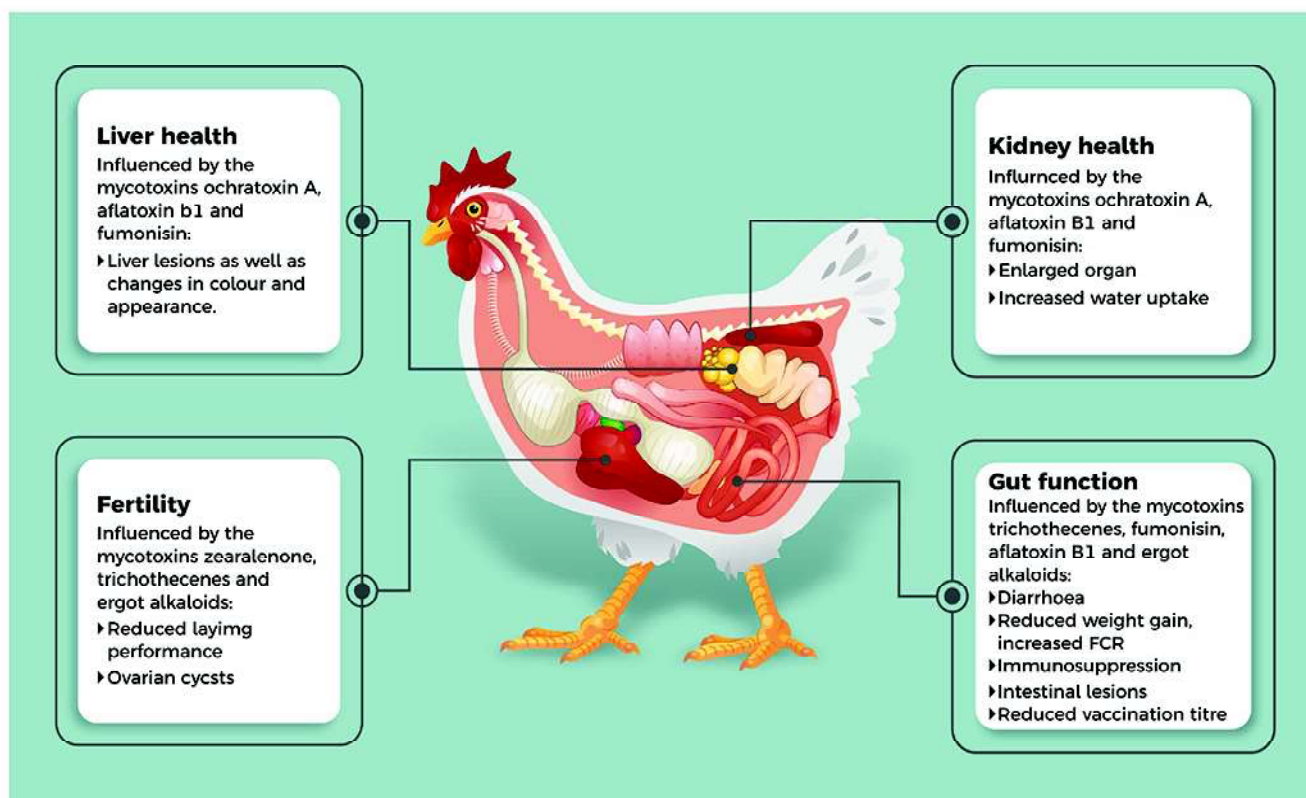 Liver health
Influenced by the
mycotoxins ochratoxin A,
aflatoxin b1 and
fumonisin:
▸Liver lesions as well as
changes in colour and
appearance.
Kidney health
Influrnced by the
mycotoxins ochratoxin A,
aflatoxin B1 and
fumonisin:
▸Enlarged organ
▸Increased water uptake
Fertility
Influenced by the
mycotoxins zearalenone,
trichothecenes and
ergot alkaloids:
▸Reduced layimg
performance
▸Ovarian cycsts
Gut function
Influenced by the mycotoxins
trichothecenes, fumonisin,
aflatoxin B1 and ergot
alkaloids:
▸Diarrhoea
▸Reduced weight gain,
increased FCR
▸Immunosuppression
▸Intestinal lesions
▸Reduced vaccination titre